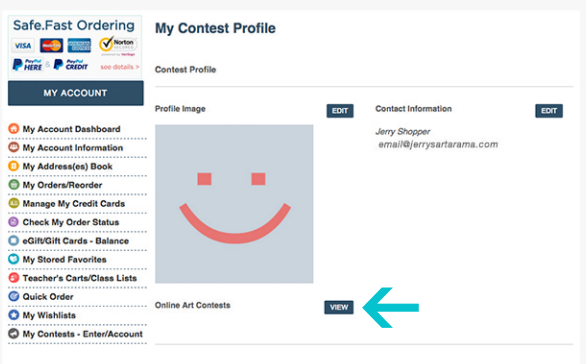 Safe.Fast Ordering
VISA
Norton
PayPal HERE & PayPal CREDIT see details >
MY ACCOUNT
My Account Dashboard
My Account Information
My Address(es) Book
My Orders/Reorder
Manage My Credit Cards
Check My Order Status
eGift/Gift Cards - Balance
My Stored Favorites
Teacher's Carts/Class Lists
Quick Order
My Wishlists
My Contests - Enter/Account
My Contest Profile
Contest Profile
Profile Image EDIT
Contact Information EDIT
Jerry Shopper
email@jerrysartarama.com
Online Art Contests VIEW